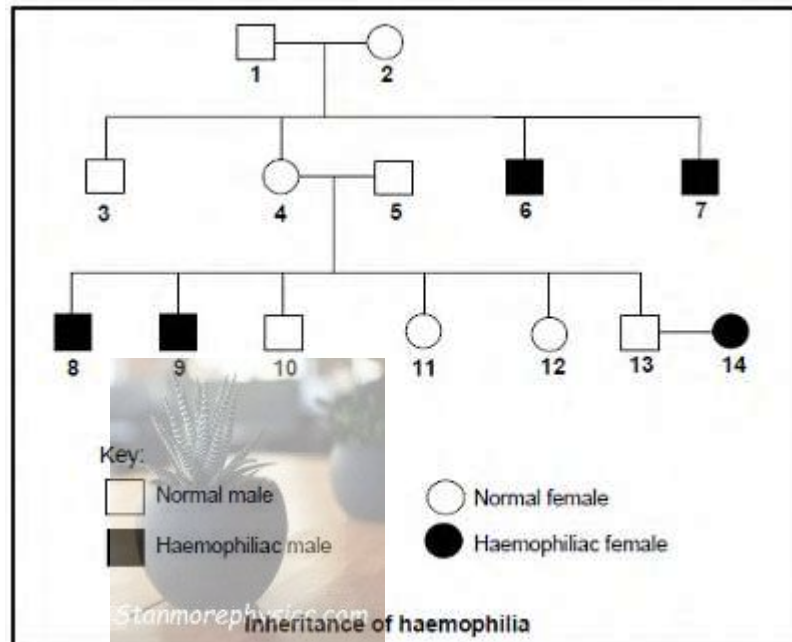 1
2
3
4
5
6
7
8
9
10
11
12
13
14
Key:
Normal male
Normal female
Haemophiliac male
Haemophiliac female
Stanmorephysics.com
Inheritance of haemophilia